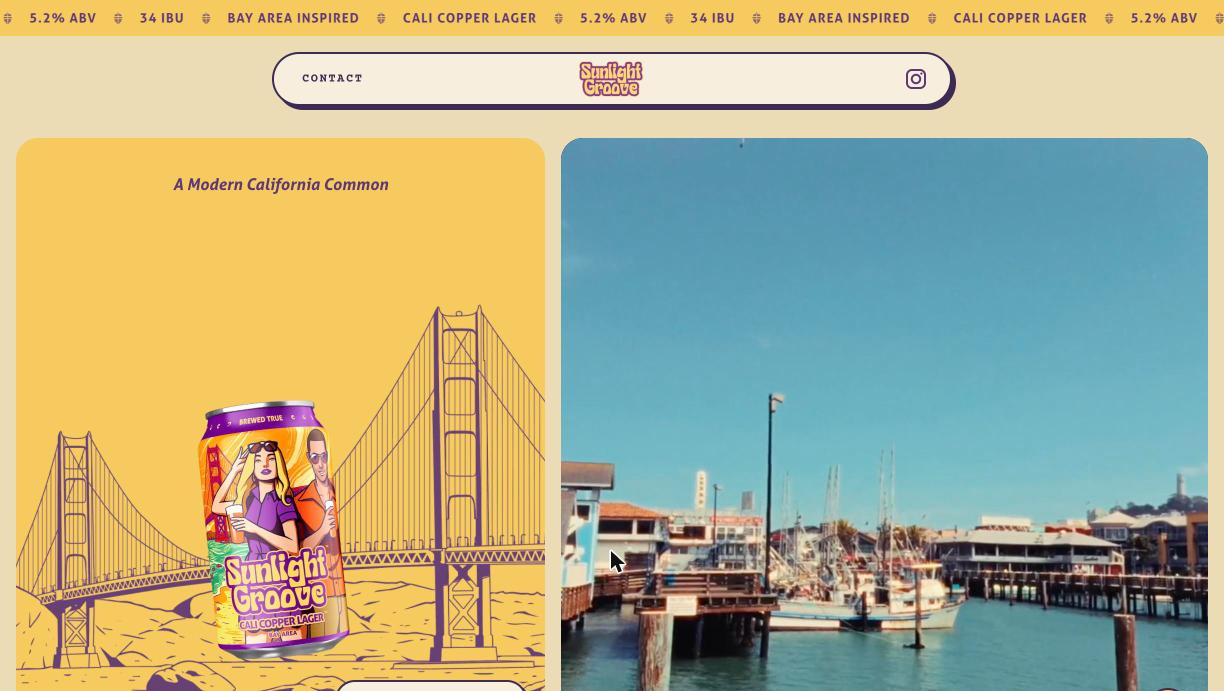 5.2% ABV 34 IBU BAY AREA INSPIRED CALI COPPER LAGER 5.2% ABV 34 IBU BAY AREA INSPIRED CALI COPPER LAGER 5.2% ABV
CONTACT
Sunlight
Groove
A Modern California Common
BREWED TRUE
Sunlight
Groove
CALI COPPER LAGER
BAY AREA